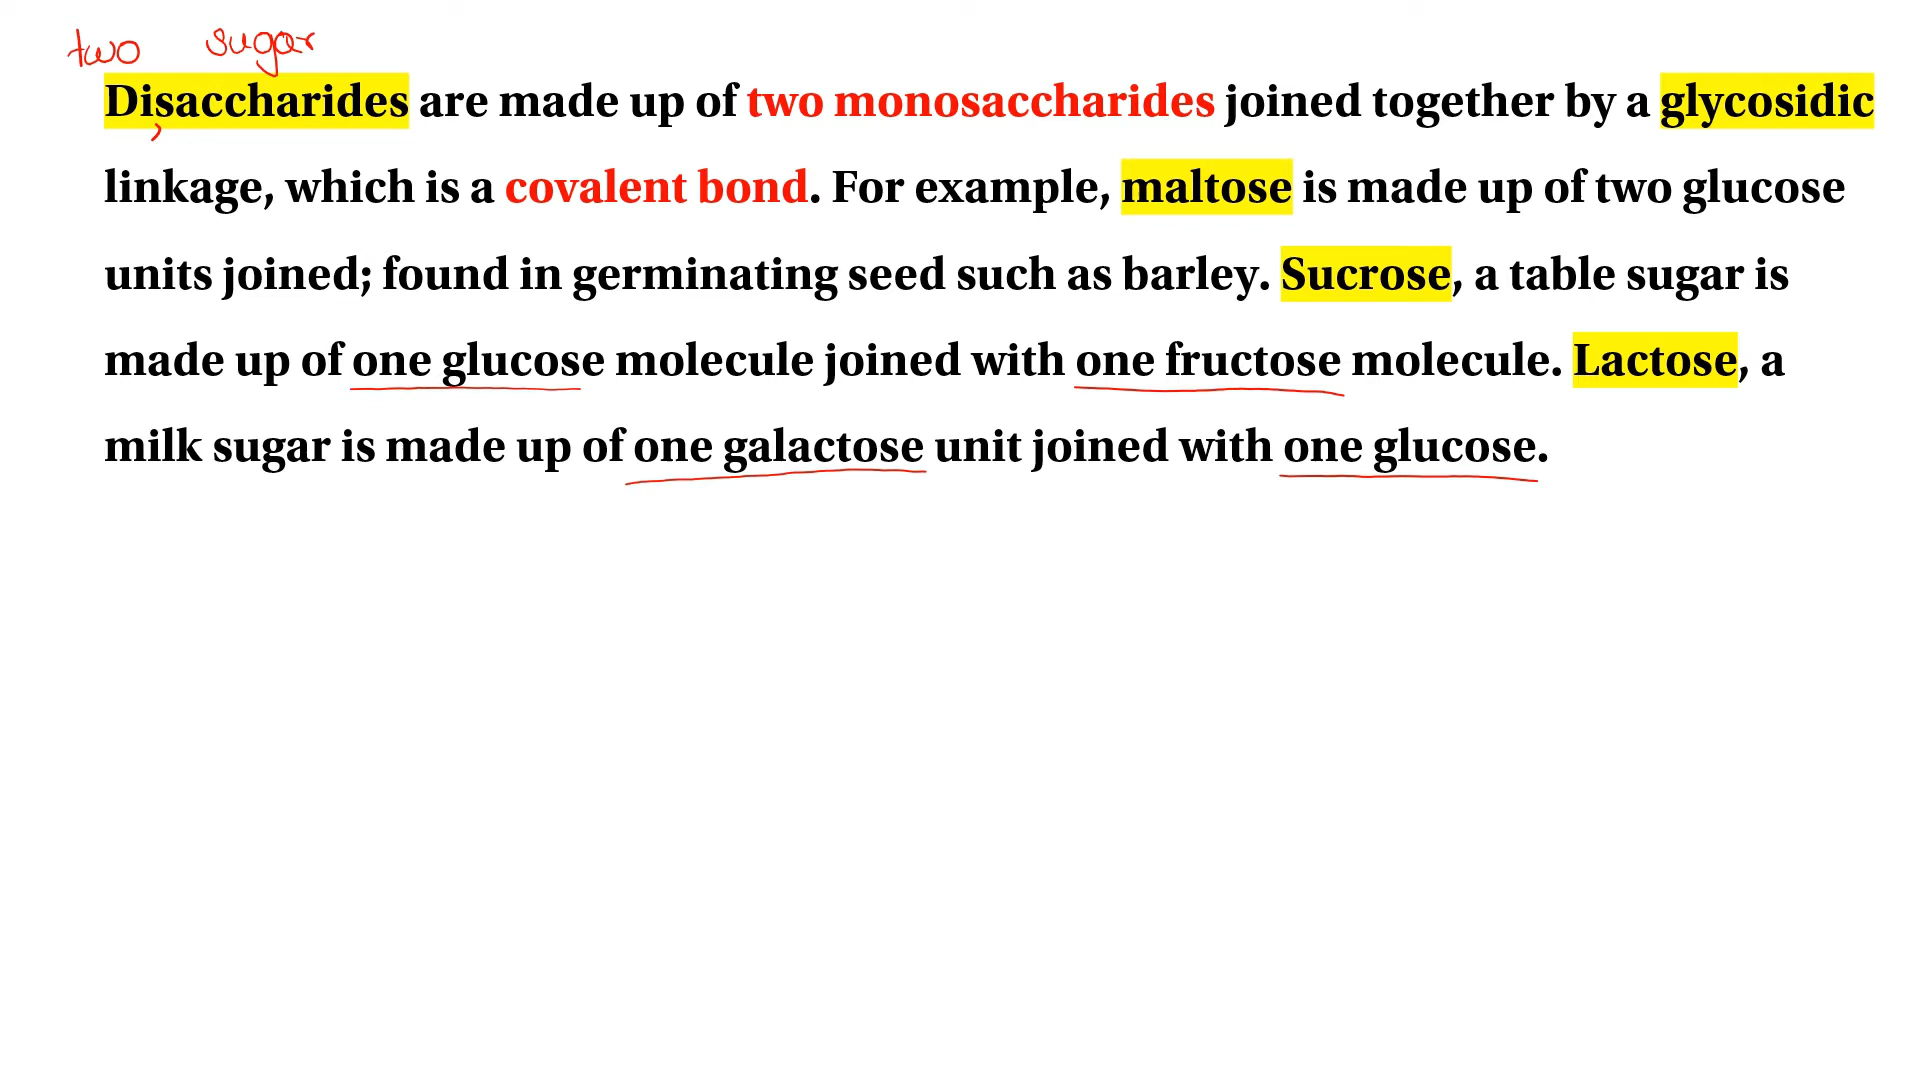 two sugar
Disaccharides are made up of two monosaccharides joined together by a glycosidic
linkage, which is a covalent bond. For example, maltose is made up of two glucose
units joined; found in germinating seed such as barley. Sucrose, a table sugar is
made up of one glucose molecule joined with one fructose molecule. Lactose, a
milk sugar is made up of one galactose unit joined with one glucose.